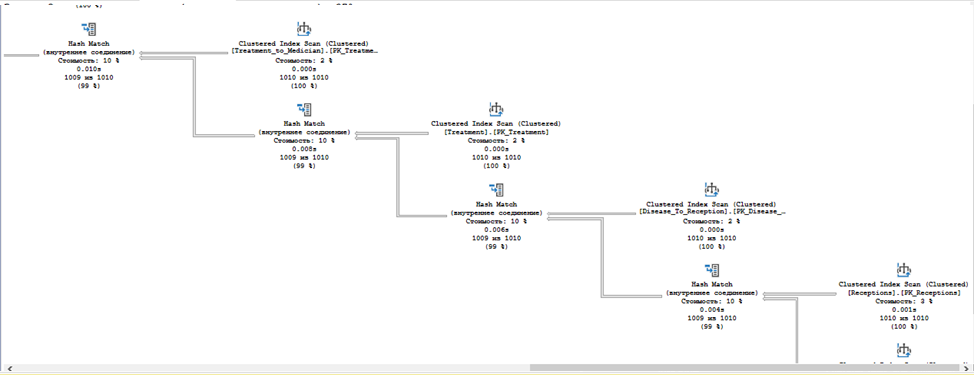 (100 %)
Hash Match
(внутреннее соединение)
Стоимость: 10 %
0.010s
1009 из 1010
(99 %)
Clustered Index Scan (Clustered)
[Treatment_to_Medician].[PK_Treatme…
Стоимость: 2 %
0.000s
1010 из 1010
(100 %)
Hash Match
(внутреннее соединение)
Стоимость: 10 %
0.008s
1009 из 1010
(99 %)
Clustered Index Scan (Clustered)
[Treatment].[PK_Treatment]
Стоимость: 2 %
0.000s
1010 из 1010
(100 %)
Hash Match
(внутреннее соединение)
Стоимость: 10 %
0.006s
1009 из 1010
(99 %)
Clustered Index Scan (Clustered)
[Disease_To_Reception].[PK_Disease_…
Стоимость: 2 %
0.000s
1010 из 1010
(100 %)
Hash Match
(внутреннее соединение)
Стоимость: 10 %
0.004s
1009 из 1010
(99 %)
Clustered Index Scan (Clustered)
[Receptions].[PK_Receptions]
Стоимость: 3 %
0.001s
1010 из 1010
(100 %)